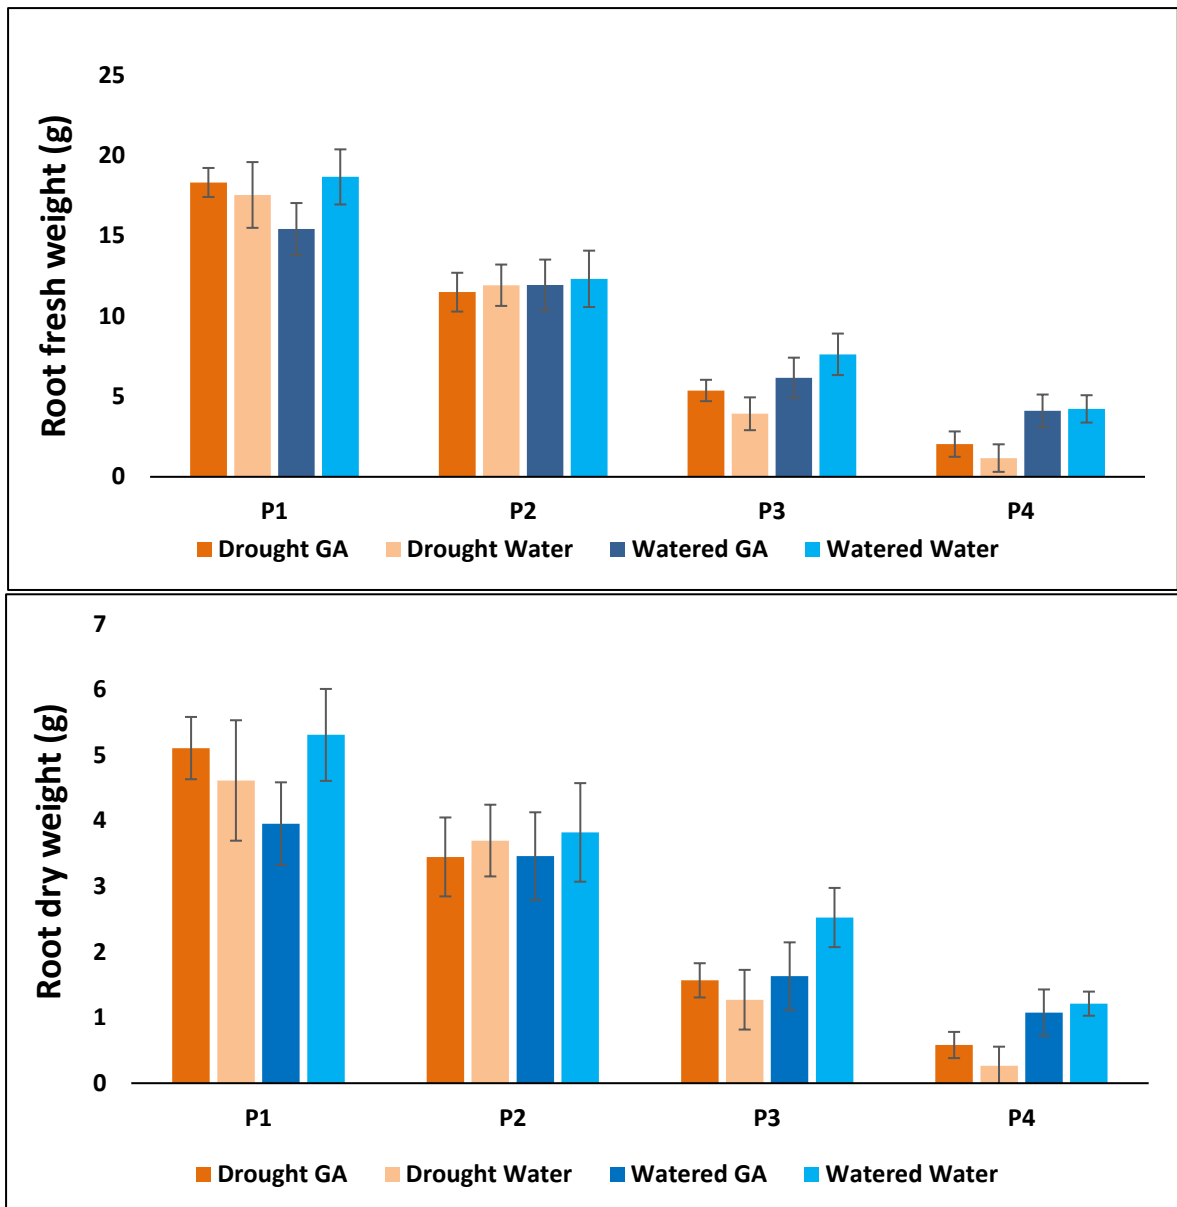 Root fresh weight (g)
25
20
15
10
5
0
P1 P2 P3 P4
Drought GA Drought Water Watered GA Watered Water
Root dry weight (g)
7
6
5
4
3
2
1
0
P1 P2 P3 P4
Drought GA Drought Water Watered GA Watered Water